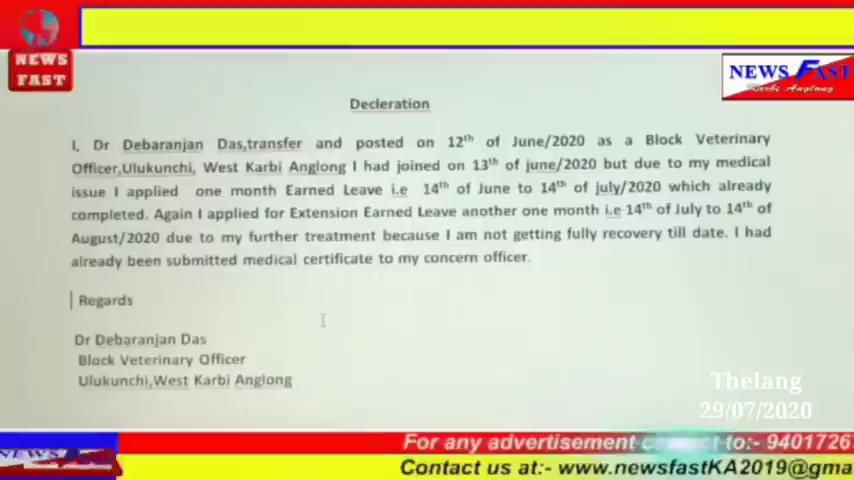 NEWS
FAST
NEWS FAST
Karbi Anglong
Decleration
I, Dr Debaranjan Das,transfer and posted on 12th of June/2020 as a Block Veterinary
Officer,Ulukunchi, West Karbi Anglong I had joined on 13th of june/2020 but due to my medical
issue I applied one month Earned Leave i.e 14th of June to 14th of july/2020 which already
completed. Again I applied for Extension Earned Leave another one month i.e 14th of July to 14th of
August/2020 due to my further treatment because I am not getting fully recovery till date. I had
already been submitted medical certificate to my concern officer.
Regards
Dr Debaranjan Das
Block Veterinary Officer
Ulukunchi,West Karbi Anglong
Thelang
29/07/2020
For any advertisement to:- 9401726
NEWS
Contact us at:- www.newsfastKA2019@gma